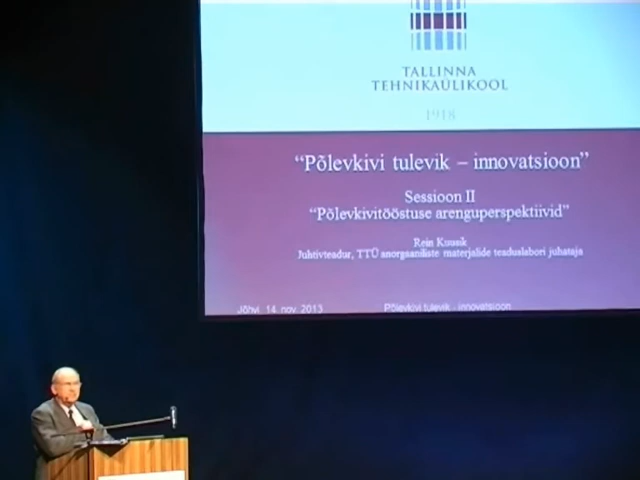 TALLINNA
TEHNIKAÜLIKOOL
1918
“Põlevkivi tulevik – innovatsioon”
Sessioon II
“Põlevkivitööstuse arenguperspektiivid”
Rein Kuusik
Juhtivteadur, TTÜ anorgaaniliste materjalide teaduslabori juhataja
Jõhvi, 14. nov. 2013
Põlevkivi tulevik - innovatsioon